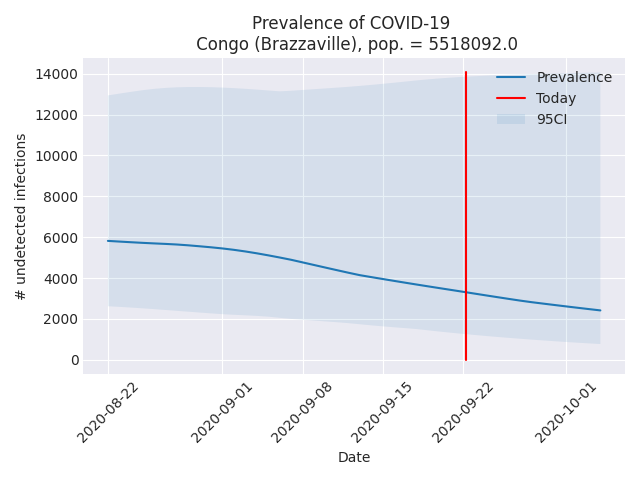 Prevalence of COVID-19
Congo (Brazzaville), pop. = 5518092.0
Prevalence
Today
95CI
14000
12000
10000
8000
6000
4000
2000
0
# undetected infections
2020-08-22
2020-09-01
2020-09-08
2020-09-15
2020-09-22
2020-10-01
Date